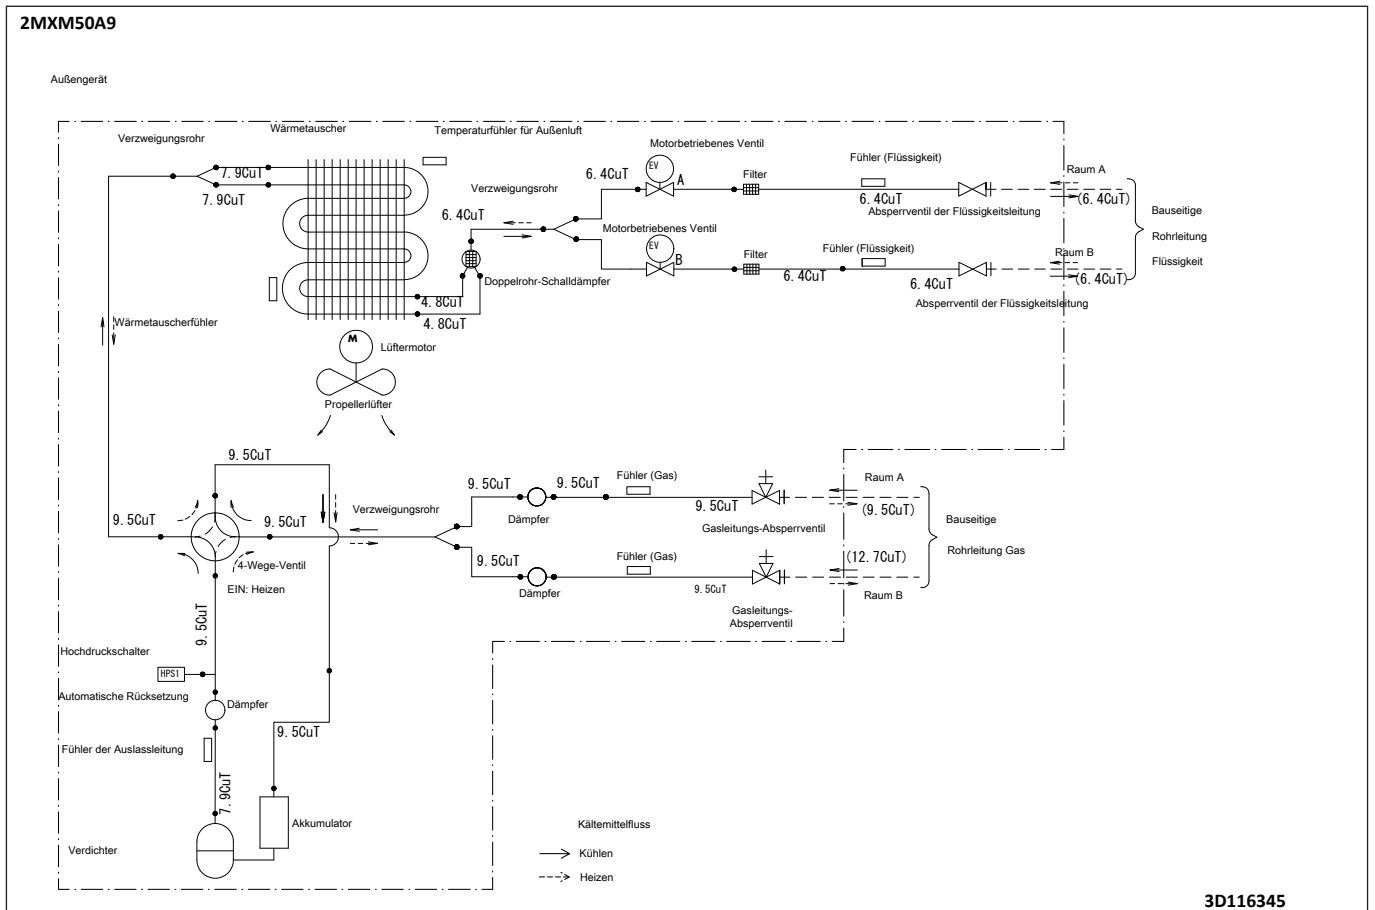 2MXM50A9
Außengerät
Verzweigungsrohr
Wärmetauscher
Temperaturfühler für Außenluft
7.9CuT
7.9CuT
Verzweigungsrohr
6.4CuT
Motorbetriebenes Ventil
6.4CuT
EV
A
Filter
Fühler (Flüssigkeit)
6.4CuT
Absperrventil der Flüssigkeitsleitung
Raum A
(6.4CuT)
Motorbetriebenes Ventil
EV
B
Filter
6.4CuT
Fühler (Flüssigkeit)
6.4CuT
Absperrventil der Flüssigkeitsleitung
Raum B
(6.4CuT)
Bauseitige
Rohrleitung
Flüssigkeit
Doppelrohr-Schalldämpfer
4.8CuT
4.8CuT
Wärmetauscherfühler
M
Lüftermotor
Propellerlüfter
9.5CuT
9.5CuT
9.5CuT
4-Wege-Ventil
EIN: Heizen
Verzweigungsrohr
9.5CuT
Dämpfer
9.5CuT
Fühler (Gas)
9.5CuT
Gasleitungs-Absperrventil
Raum A
(9.5CuT)
9.5CuT
Dämpfer
Fühler (Gas)
9.5CuT
Gasleitungs-
Absperrventil
(12.7CuT)
Raum B
Bauseitige
Rohrleitung Gas
9.5CuT
Hochdruckschalter
HPS1
Automatische Rücksetzung
Dämpfer
9.5CuT
Fühler der Auslassleitung
7.9CuT
Akkumulator
Verdichter
Kältemittelfluss
Kühlen
Heizen
3D116345